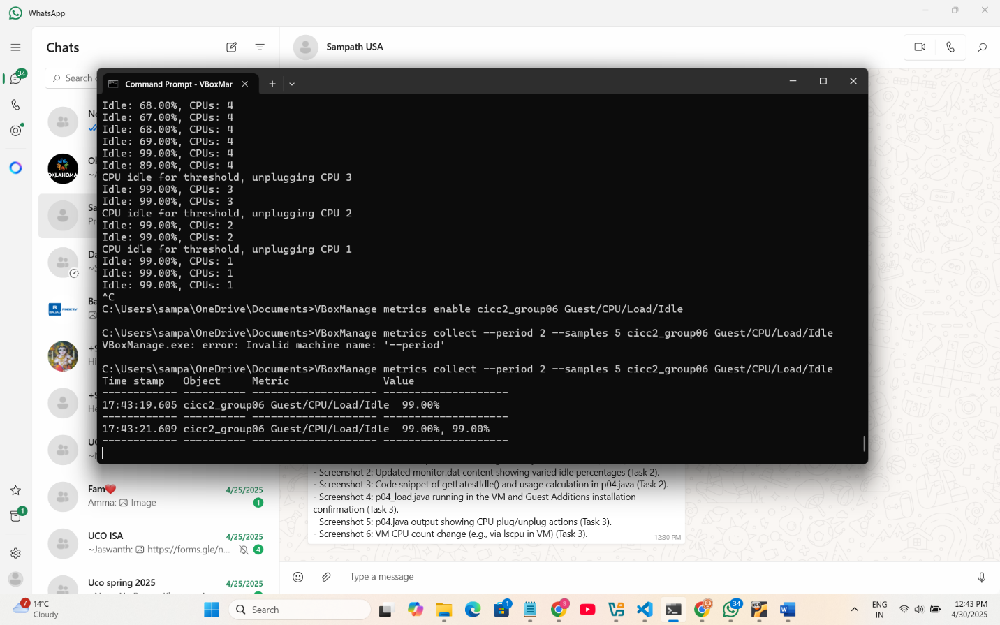 WhatsApp
Chats
Sampath USA
34
Search
Command Prompt - VBoxMar
Idle: 68.00%, CPUs: 4
Idle: 67.00%, CPUs: 4
Idle: 68.00%, CPUs: 4
Idle: 69.00%, CPUs: 4
Idle: 99.00%, CPUs: 4
Idle: 89.00%, CPUs: 4
CPU idle for threshold, unplugging CPU 3
Idle: 99.00%, CPUs: 3
Idle: 99.00%, CPUs: 3
CPU idle for threshold, unplugging CPU 2
Idle: 99.00%, CPUs: 2
Idle: 99.00%, CPUs: 2
CPU idle for threshold, unplugging CPU 1
Idle: 99.00%, CPUs: 1
Idle: 99.00%, CPUs: 1
Idle: 99.00%, CPUs: 1
^C
C:\Users\sampa\OneDrive\Documents>VBoxManage metrics enable cicc2_group06 Guest/CPU/Load/Idle
C:\Users\sampa\OneDrive\Documents>VBoxManage metrics collect --period 2 --samples 5 cicc2_group06 Guest/CPU/Load/Idle
VBoxManage.exe: error: Invalid machine name: '--period'
C:\Users\sampa\OneDrive\Documents>VBoxManage metrics collect --period 2 --samples 5 cicc2_group06 Guest/CPU/Load/Idle
Time stamp Object Metric Value
------------ ---------- -------------------- --------------------
17:43:19.605 cicc2_group06 Guest/CPU/Load/Idle 99.00%
------------ ---------- -------------------- --------------------
17:43:21.609 cicc2_group06 Guest/CPU/Load/Idle 99.00%, 99.00%
------------ ---------- -------------------- --------------------
OKLAHOMA
- Screenshot 2: Updated monitor.dat content showing varied idle percentages (Task 2).
- Screenshot 3: Code snippet of getLatestIdle() and usage calculation in p04.java (Task 2).
- Screenshot 4: p04_load.java running in the VM and Guest Additions installation
confirmation (Task 3).
- Screenshot 5: p04.java output showing CPU plug/unplug actions (Task 3).
- Screenshot 6: VM CPU count change (e.g., via lscpu in VM) (Task 3).
12:30 PM
Fam❤️ 4/25/2025
Amma: Image 1
1
UCO ISA 4/25/2025
~Jaswanth: https://forms.gle/n... 4
Uco spring 2025 4/25/2025
Type a message
7
14°C
Cloudy
Search
1
S
34
ENG
IN
12:43 PM
4/30/2025